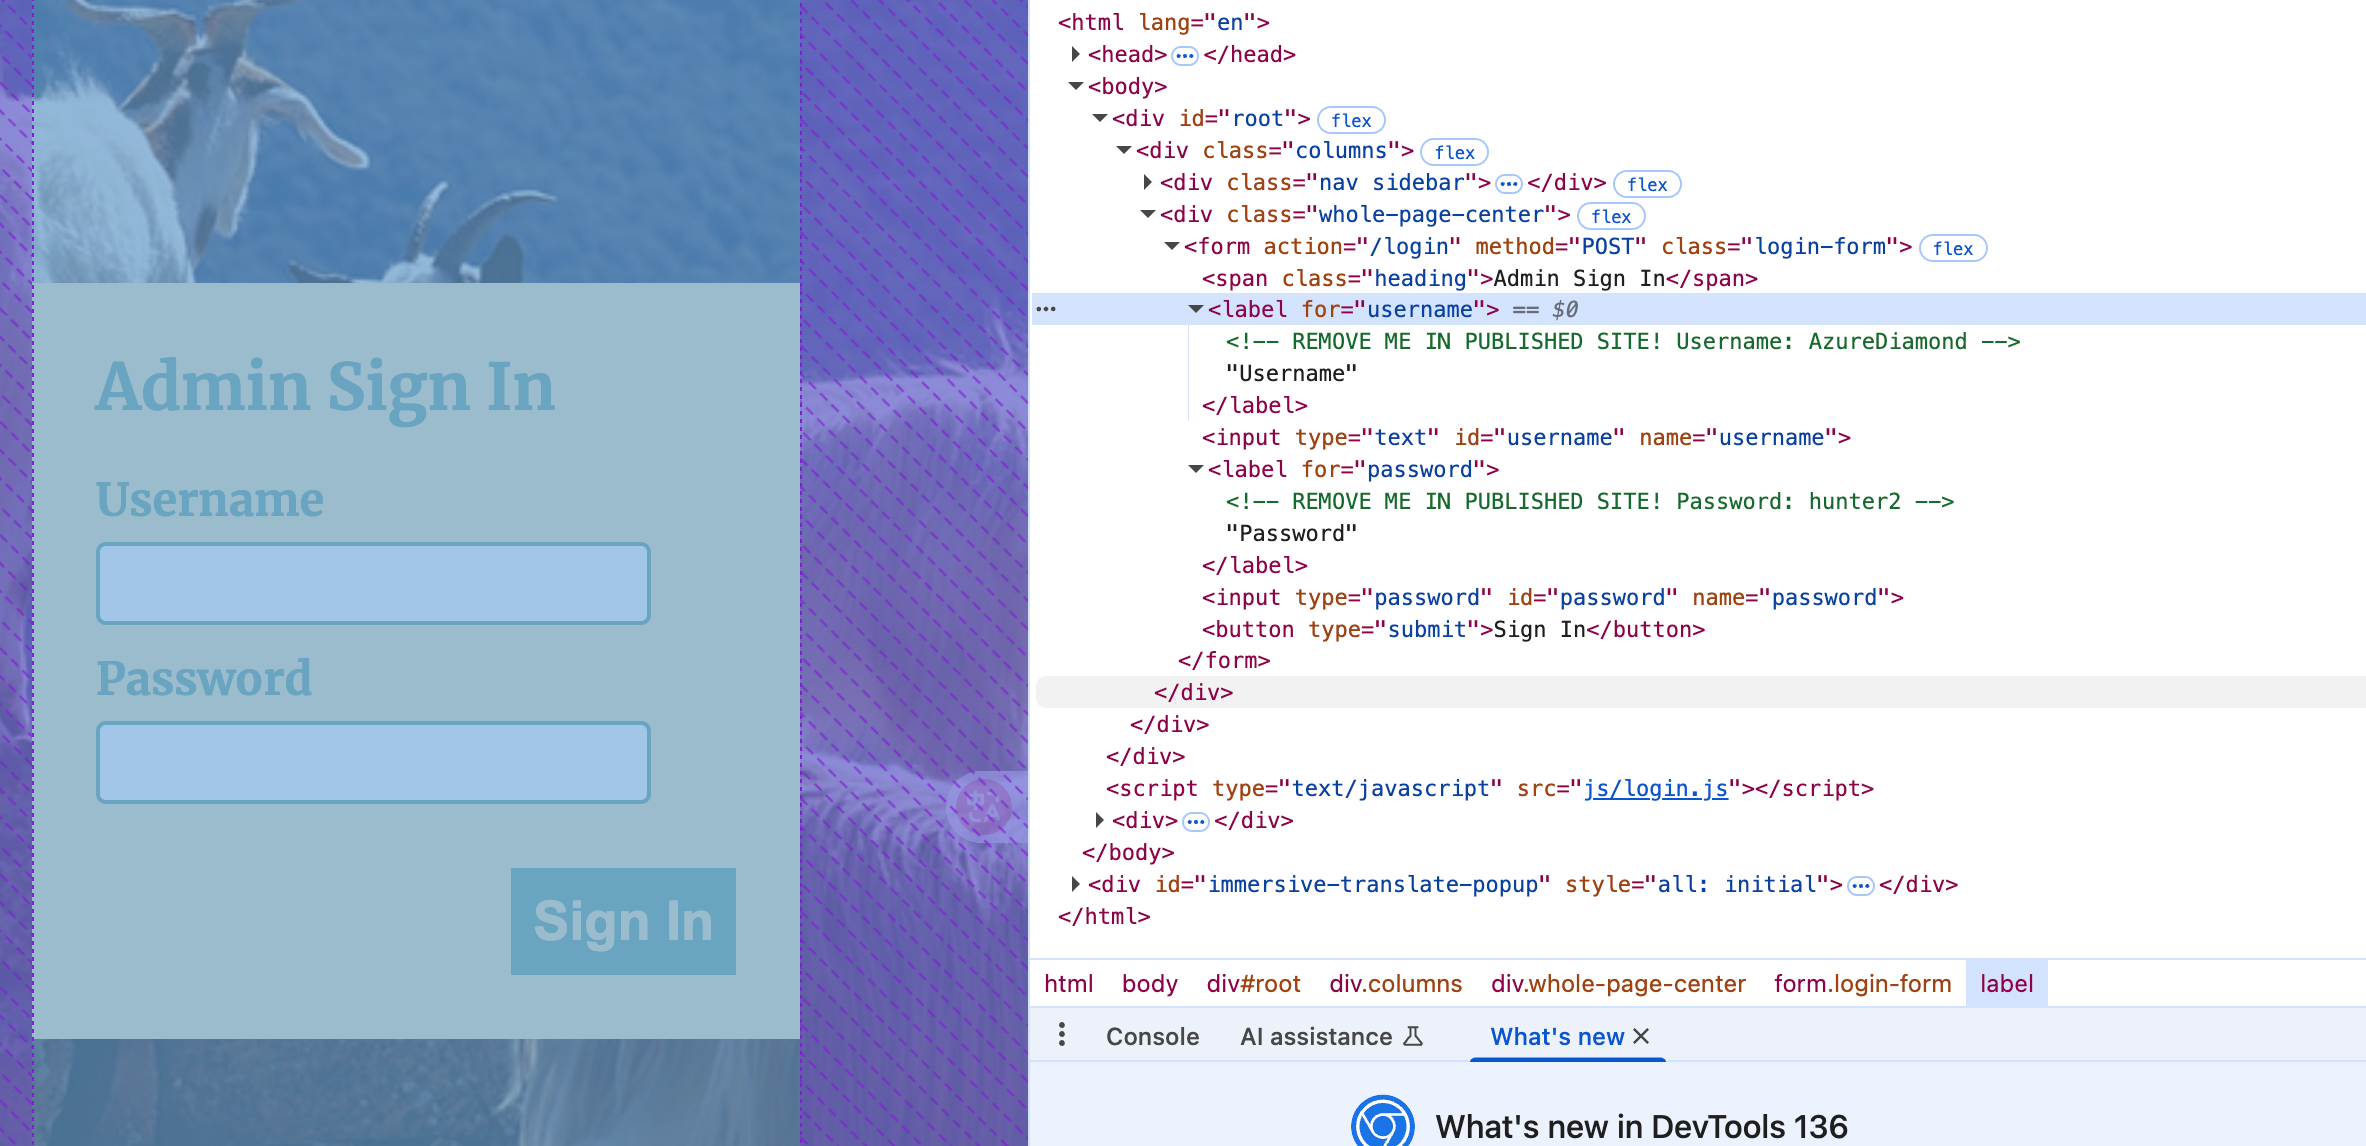 Admin Sign In
Username
Password
Sign In
<html lang="en">
<head> ··· </head>
<body>
<div id="root"> flex
<div class="columns"> flex
<div class="nav sidebar"> ··· </div> flex
<div class="whole-page-center"> flex
<form action="/login" method="POST" class="login-form"> flex
<span class="heading">Admin Sign In</span>
··· <label for="username"> == $0
<!-- REMOVE ME IN PUBLISHED SITE! Username: AzureDiamond -->
"Username"
</label>
<input type="text" id="username" name="username">
<label for="password">
<!-- REMOVE ME IN PUBLISHED SITE! Password: hunter2 -->
"Password"
</label>
<input type="password" id="password" name="password">
<button type="submit">Sign In</button>
</form>
</div>
</div>
</div>
<script type="text/javascript" src="js/login.js"></script>
<div> ··· </div>
</body>
<div id="immersive-translate-popup" style="all: initial"> ··· </div>
</html>
html body div#root div.columns div.whole-page-center form.login-form label
Console AI assistance What's new
What's new in DevTools 136